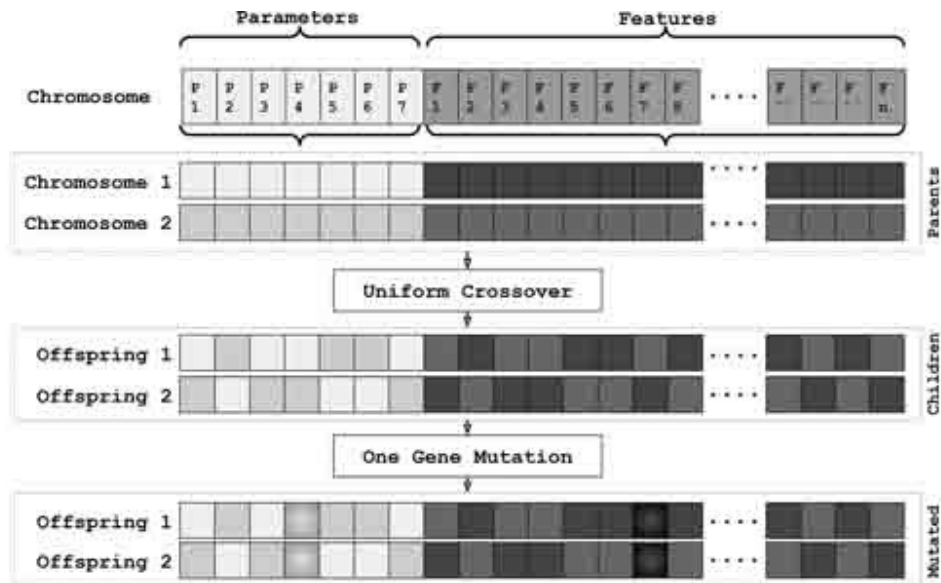 Parameters Features
Chromosome P 1 P 2 P 3 P 4 P 5 P 6 P 7 F 1 F 2 F 3 F 4 F 5 F 6 F 7 F 8 .... F F n.
Chromosome 1 ....
Chromosome 2 ....
Parents
Uniform Crossover
Offspring 1 ....
Offspring 2 ....
Children
One Gene Mutation
Offspring 1 ....
Offspring 2 ....
Mutated